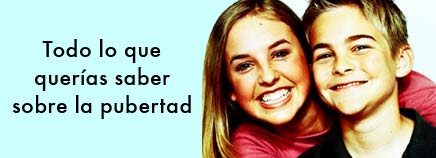 Todo lo que
querías saber
sobre la pubertad